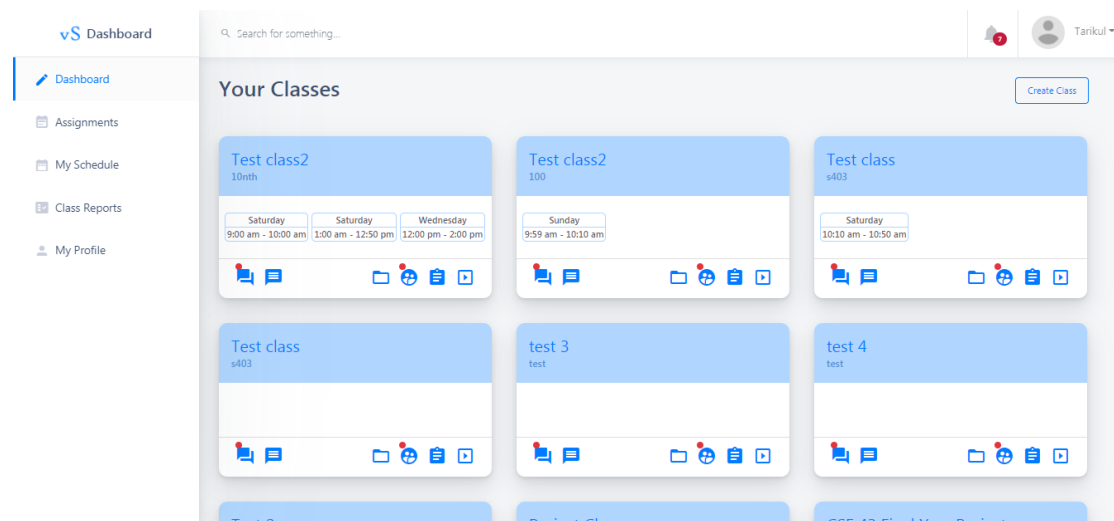 vS Dashboard
Search for something...
7
Tarikul
Dashboard
Assignments
My Schedule
Class Reports
My Profile
Your Classes
Create Class
Test class2
10nth
Saturday
9:00 am - 10:00 am
Saturday
1:00 am - 12:50 pm
Wednesday
12:00 pm - 2:00 pm
Test class2
100
Sunday
9:59 am - 10:10 am
Test class
s403
Saturday
10:10 am - 10:50 am
Test class
s403
test 3
test
test 4
test